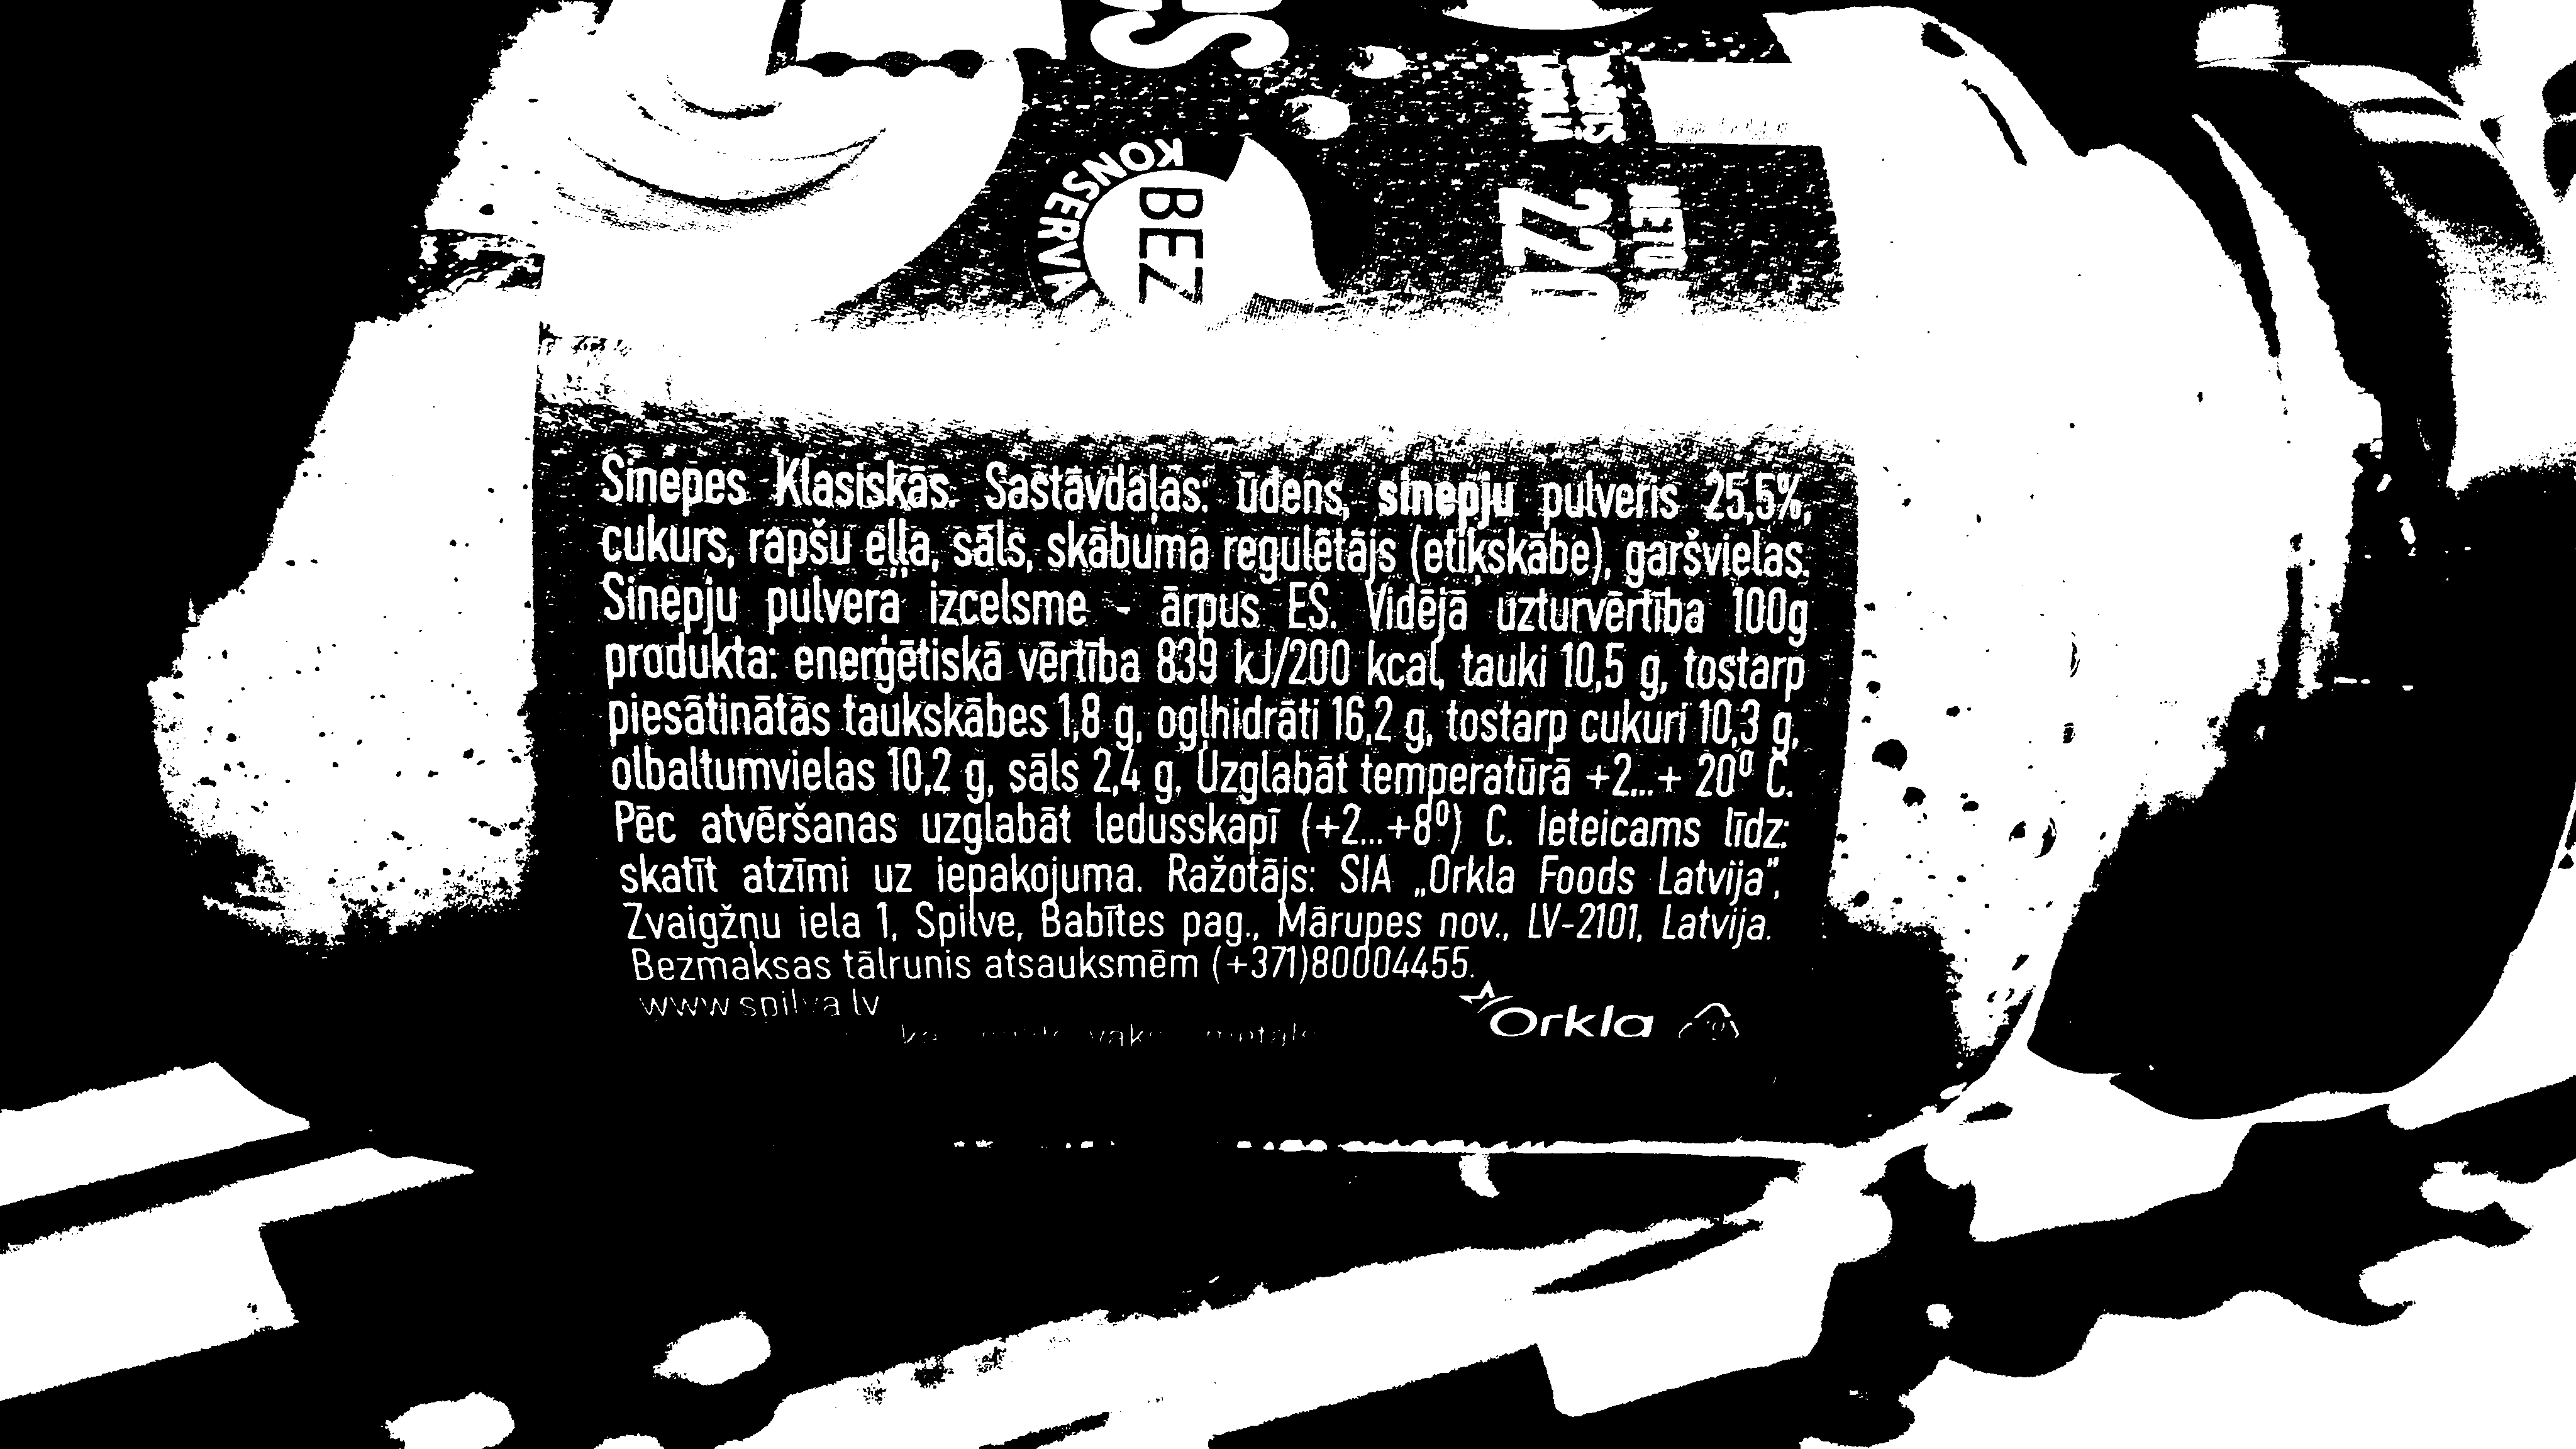 BEZ
KONSERV
NETO
220
Sinepes Klasiskās. Sastāvdaļas: ūdens, sinepju pulveris 25,5%,
cukurs, rapšu eļļa, sāls, skābuma regulētājs (etiķskābe), garšvielas.
Sinepju pulvera izcelsme - ārpus ES. Vidējā uzturvērtība 100g
produkta: enerģētiskā vērtība 839 kJ/200 kcal, tauki 10,5 g, tostarp
piesātinātās taukskābes 1,8 g, ogļhidrāti 16,2 g, tostarp cukuri 10,3 g,
olbaltumvielas 10,2 g, sāls 2,4 g. Uzglabāt temperatūrā +2...+ 20⁰ C.
Pēc atvēršanas uzglabāt ledusskapī (+2...+8⁰) C. Ieteicams līdz:
skatīt atzīmi uz iepakojuma. Ražotājs: SIA „Orkla Foods Latvija",
Zvaigžņu iela 1, Spilve, Babītes pag., Mārupes nov., LV-2101, Latvija.
Bezmaksas tālrunis atsauksmēm (+371)80004455.
www.spilva.lv
Orkla